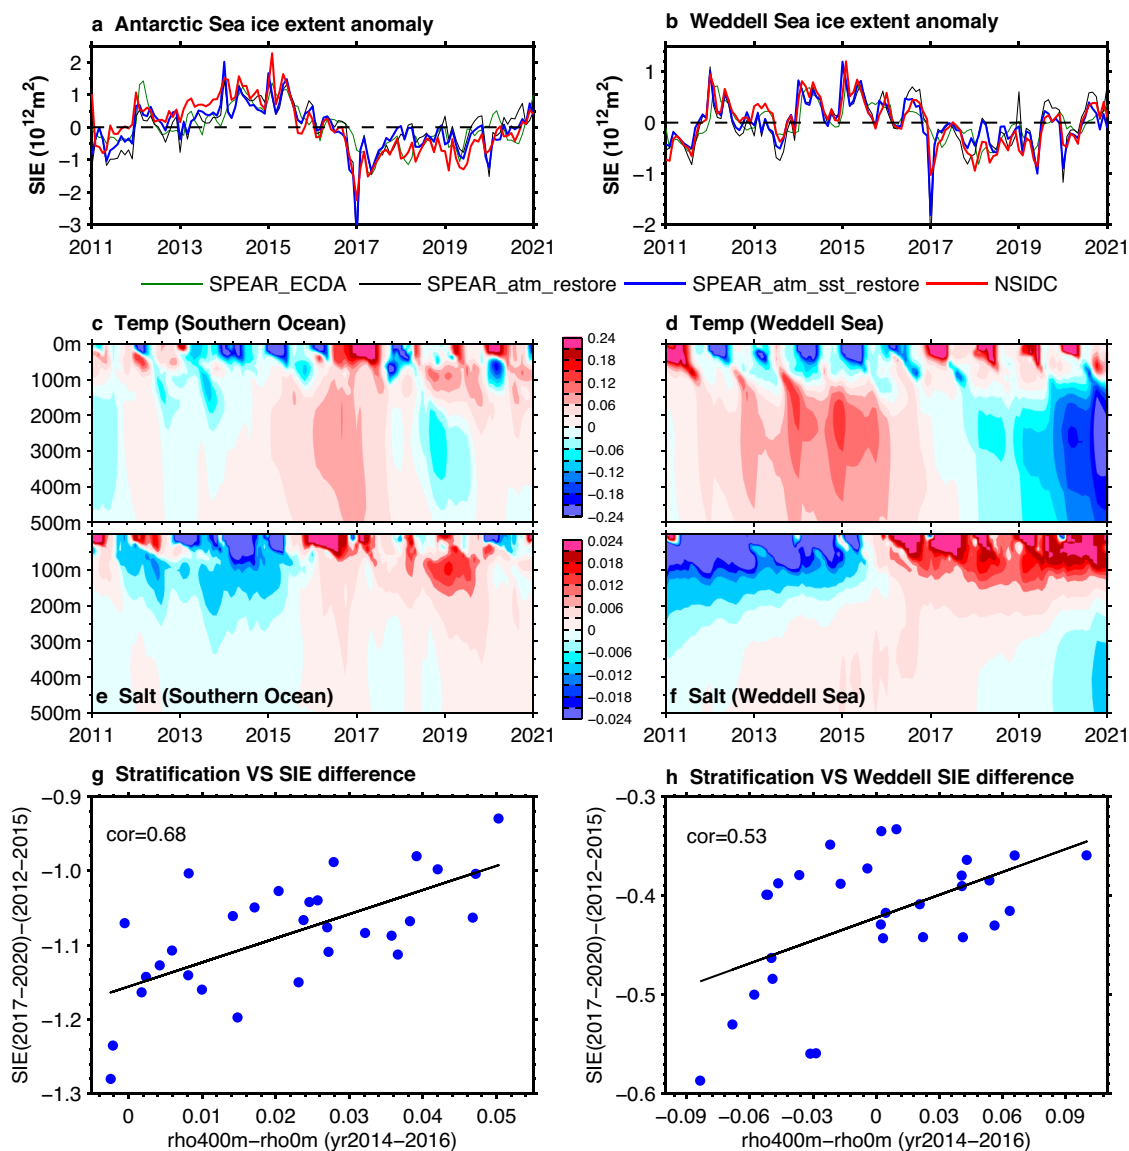 a Antarctic Sea ice extent anomaly
SIE (10¹²m²)
2
1
0
−1
−2
−3
2011 2013 2015 2017 2019 2021
b Weddell Sea ice extent anomaly
SIE (10¹²m²)
1
0
−1
−2
2011 2013 2015 2017 2019 2021
SPEAR_ECDA SPEAR_atm_restore SPEAR_atm_sst_restore NSIDC
c Temp (Southern Ocean)
0m
100m
200m
300m
400m
500m
0.24
0.18
0.12
0.06
0
−0.06
−0.12
−0.18
−0.24
d Temp (Weddell Sea)
100m
200m
300m
400m
500m
e Salt (Southern Ocean)
2011 2013 2015 2017 2019 2021
0.024
0.018
0.012
0.006
0
−0.006
−0.012
−0.018
−0.024
f Salt (Weddell Sea)
2011 2013 2015 2017 2019 2021
g Stratification VS SIE difference
SIE(2017−2020)−(2012−2015)
−0.9
−1.0
−1.1
−1.2
−1.3
cor=0.68
0 0.01 0.02 0.03 0.04 0.05
rho400m−rho0m (yr2014−2016)
h Stratification VS Weddell SIE difference
SIE(2017−2020)−(2012−2015)
−0.3
−0.4
−0.5
−0.6
cor=0.53
−0.09 −0.06 −0.03 0 0.03 0.06 0.09
rho400m−rho0m (yr2014−2016)